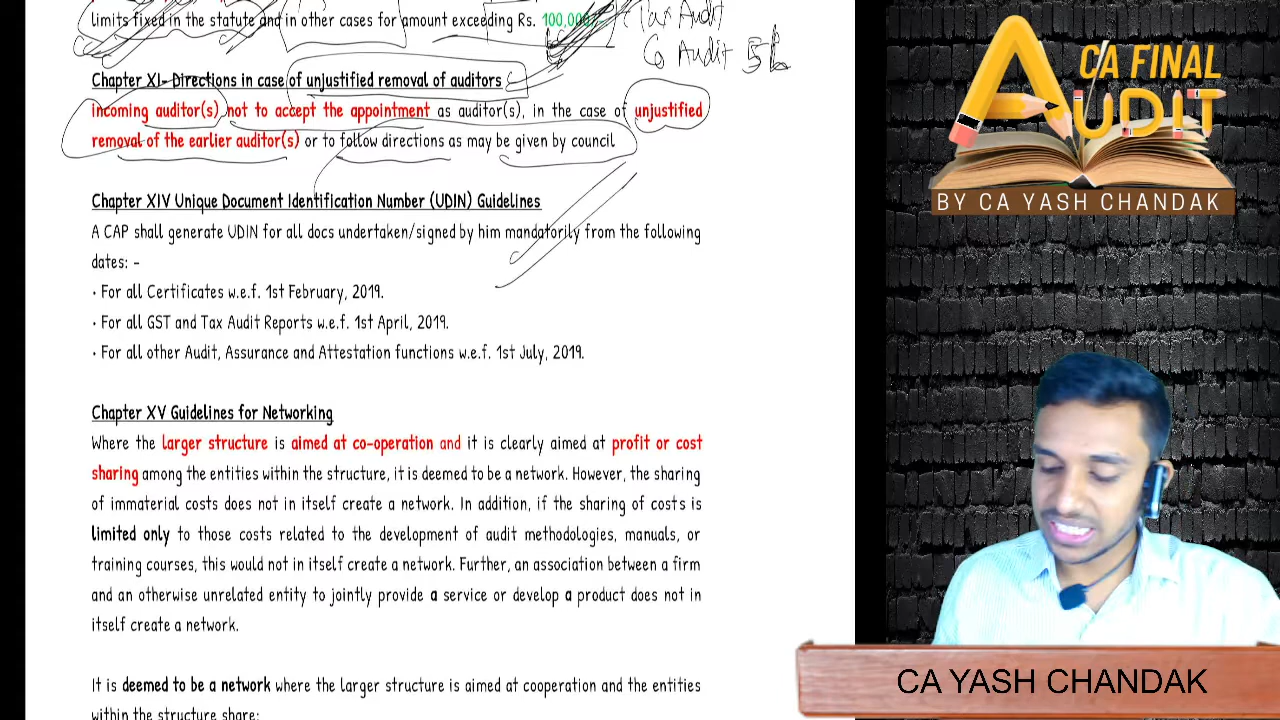 limits fixed in the statute and in other cases for amount exceeding Rs. 100,000
Audit
Co Audit 5L
Chapter XI- Directions in case of unjustified removal of auditors
incoming auditor(s) not to accept the appointment as auditor(s), in the case of unjustified
removal of the earlier auditor(s) or to follow directions as may be given by council
Chapter XIV Unique Document Identification Number (UDIN) Guidelines
A CAP shall generate UDIN for all docs undertaken/signed by him mandatorily from the following
dates: -
• For all Certificates w.e.f. 1st February, 2019.
• For all GST and Tax Audit Reports w.e.f. 1st April, 2019.
• For all other Audit, Assurance and Attestation functions w.e.f. 1st July, 2019.
Chapter XV Guidelines for Networking
Where the larger structure is aimed at co-operation and it is clearly aimed at profit or cost
sharing among the entities within the structure, it is deemed to be a network. However, the sharing
of immaterial costs does not in itself create a network. In addition, if the sharing of costs is
limited only to those costs related to the development of audit methodologies, manuals, or
training courses, this would not in itself create a network. Further, an association between a firm
and an otherwise unrelated entity to jointly provide a service or develop a product does not in
itself create a network.
It is deemed to be a network where the larger structure is aimed at cooperation and the entities
within the structure share:
CA FINAL
AUDIT
BY CA YASH CHANDAK
CA YASH CHANDAK